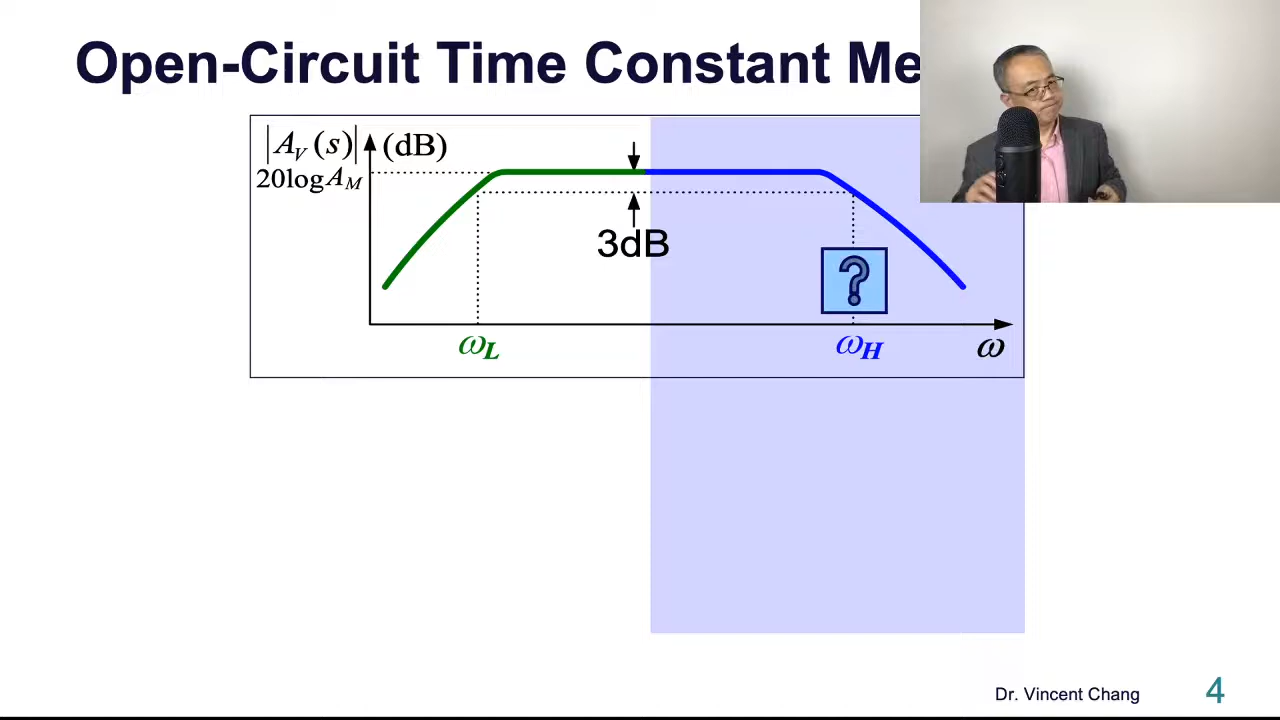 Open-Circuit Time Constant Me
|A_V(s)| (dB)
20logA_M
3dB
?
ω_L
ω_H
ω
Dr. Vincent Chang
4